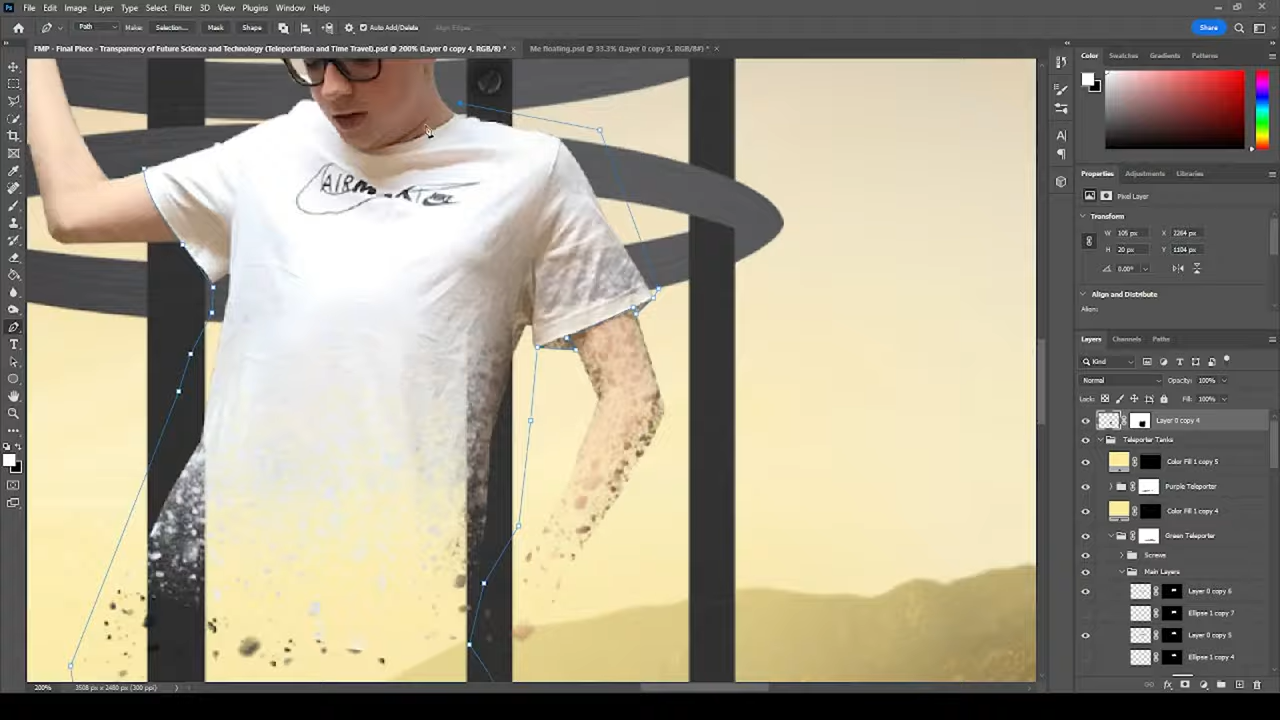 File Edit Image Layer Type Select Filter 3D View Plugins Window Help
Path Make: Selection... Mask Shape Auto Add/Delete Align Edges Share
FMP - Final Piece - Transparency of Future Science and Technology (Teleportation and Time Travel).psd @ 200% (Layer 0 copy 4, RGB/8) * Me floating.psd @ 33.3% (Layer 0 copy 3, RGB/8#) *
Color Swatches Gradients Patterns
AIR
Properties Adjustments Libraries
Pixel Layer
Transform
W 105 px X 2264 px
H 20 px Y 1104 px
0.00°
Align and Distribute
Align:
Layers Channels Paths
Kind
Normal Opacity: 100%
Lock: Fill: 100%
Layer 0 copy 4
Teleporter Tanks
Color Fill 1 copy 5
Purple Teleporter
Color Fill 1 copy 4
Green Teleporter
Screws
Main Layers
Layer 0 copy 6
Ellipse 1 copy 7
Layer 0 copy 5
Ellipse 1 copy 4
200% 3508 px x 2480 px (300 ppi)